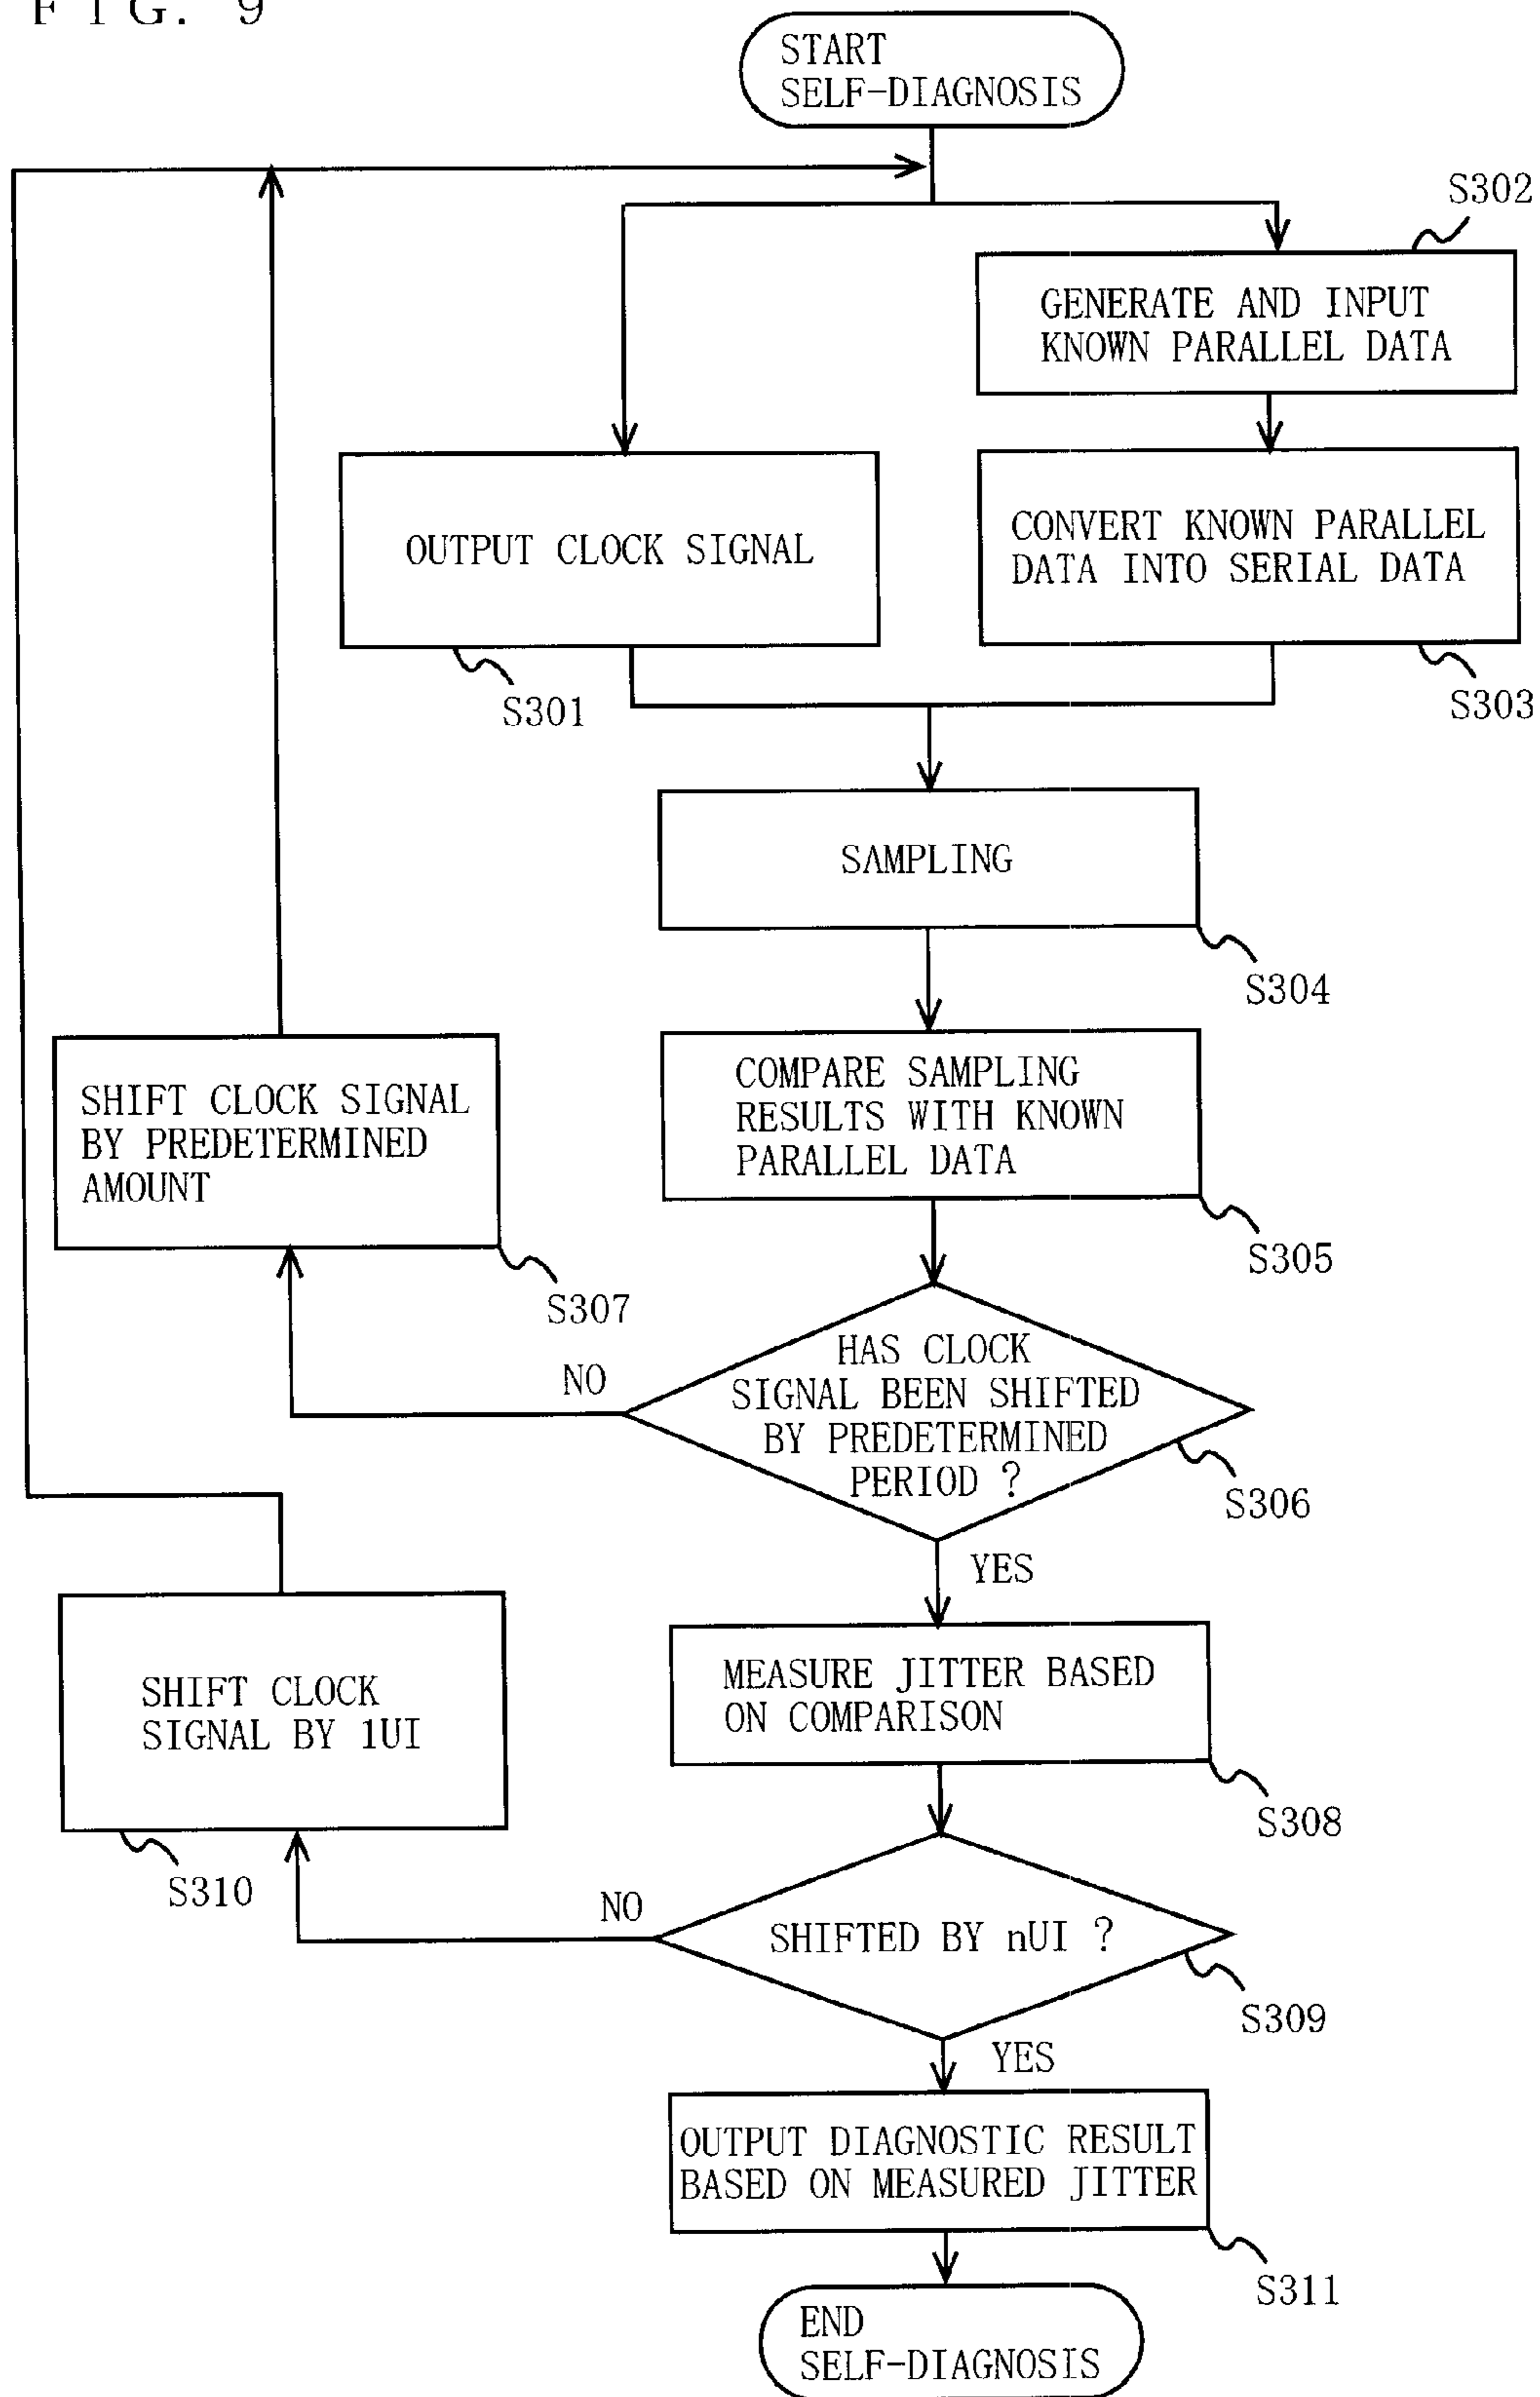 FIG. 9
START
SELF-DIAGNOSIS
S302
GENERATE AND INPUT
KNOWN PARALLEL DATA
OUTPUT CLOCK SIGNAL
CONVERT KNOWN PARALLEL
DATA INTO SERIAL DATA
S301
S303
SAMPLING
S304
COMPARE SAMPLING
RESULTS WITH KNOWN
PARALLEL DATA
SHIFT CLOCK SIGNAL
BY PREDETERMINED
AMOUNT
S305
S307
HAS CLOCK
SIGNAL BEEN SHIFTED
BY PREDETERMINED
PERIOD ?
NO
S306
YES
MEASURE JITTER BASED
ON COMPARISON
SHIFT CLOCK
SIGNAL BY 1UI
S308
S310
NO
SHIFTED BY nUI ?
S309
YES
OUTPUT DIAGNOSTIC RESULT
BASED ON MEASURED JITTER
S311
END
SELF-DIAGNOSIS